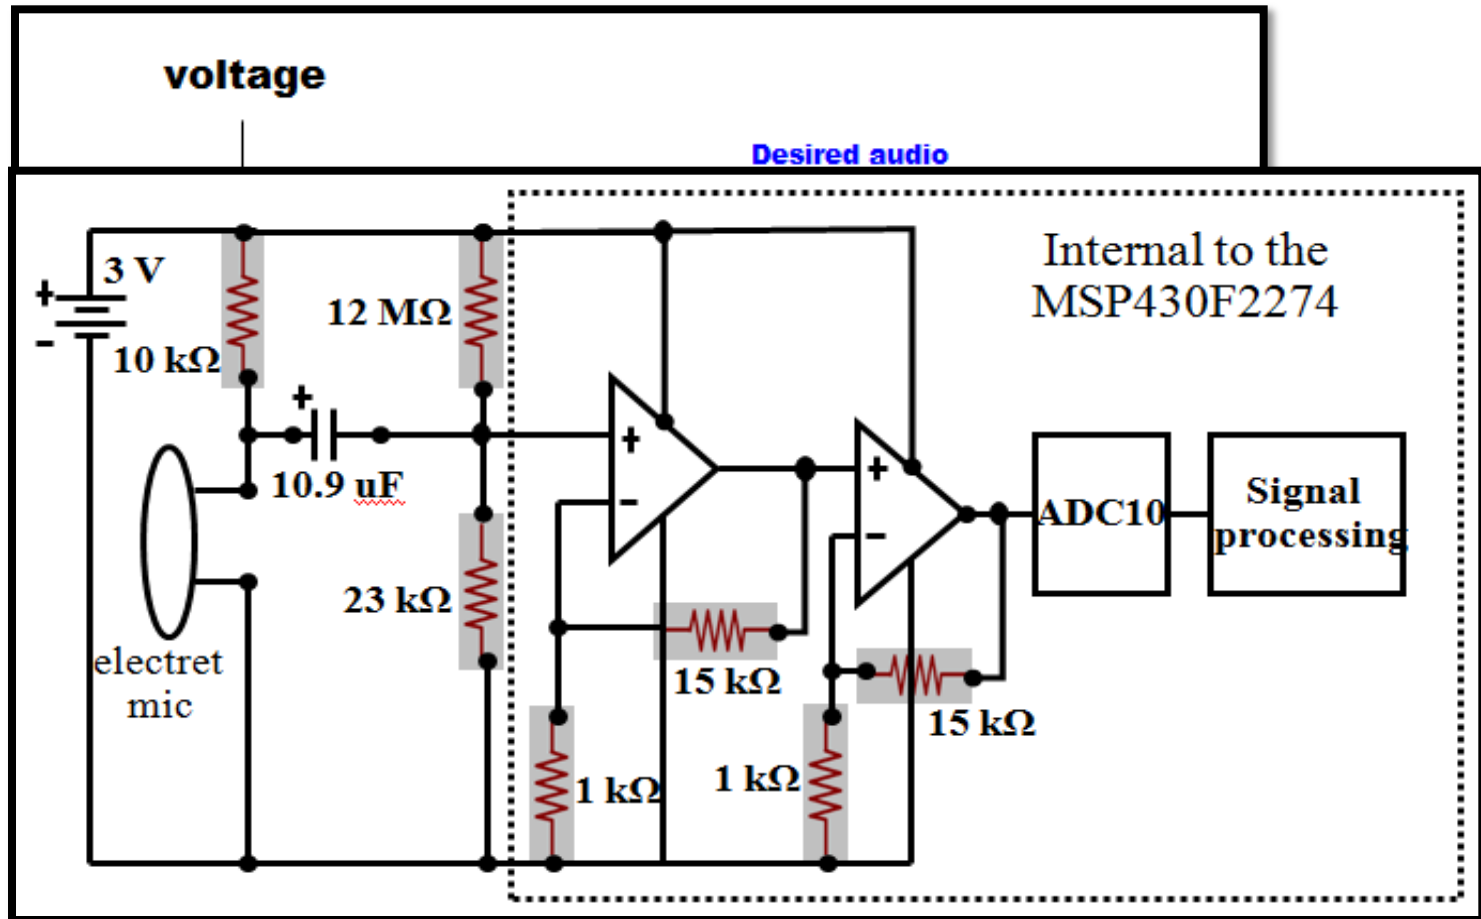 voltage
Desired audio
Internal to the
MSP430F2274
+
3 V
-
10 kΩ
12 MΩ
+
10.9 uF
+
-
+
-
ADC10
Signal
processing
23 kΩ
electret
mic
15 kΩ
15 kΩ
1 kΩ
1 kΩ